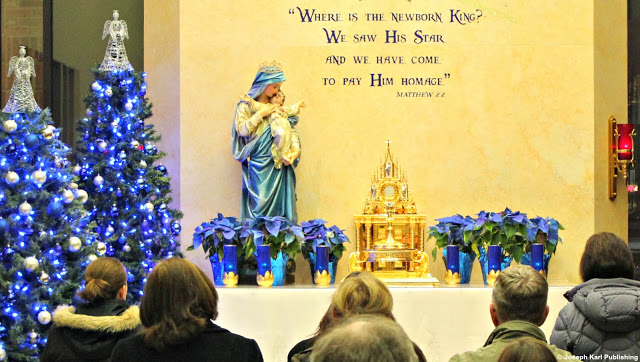 “Where is the newborn King?
We saw His Star
and we have come
to pay Him homage”
Matthew 2:2
© Joseph Karl Publishing